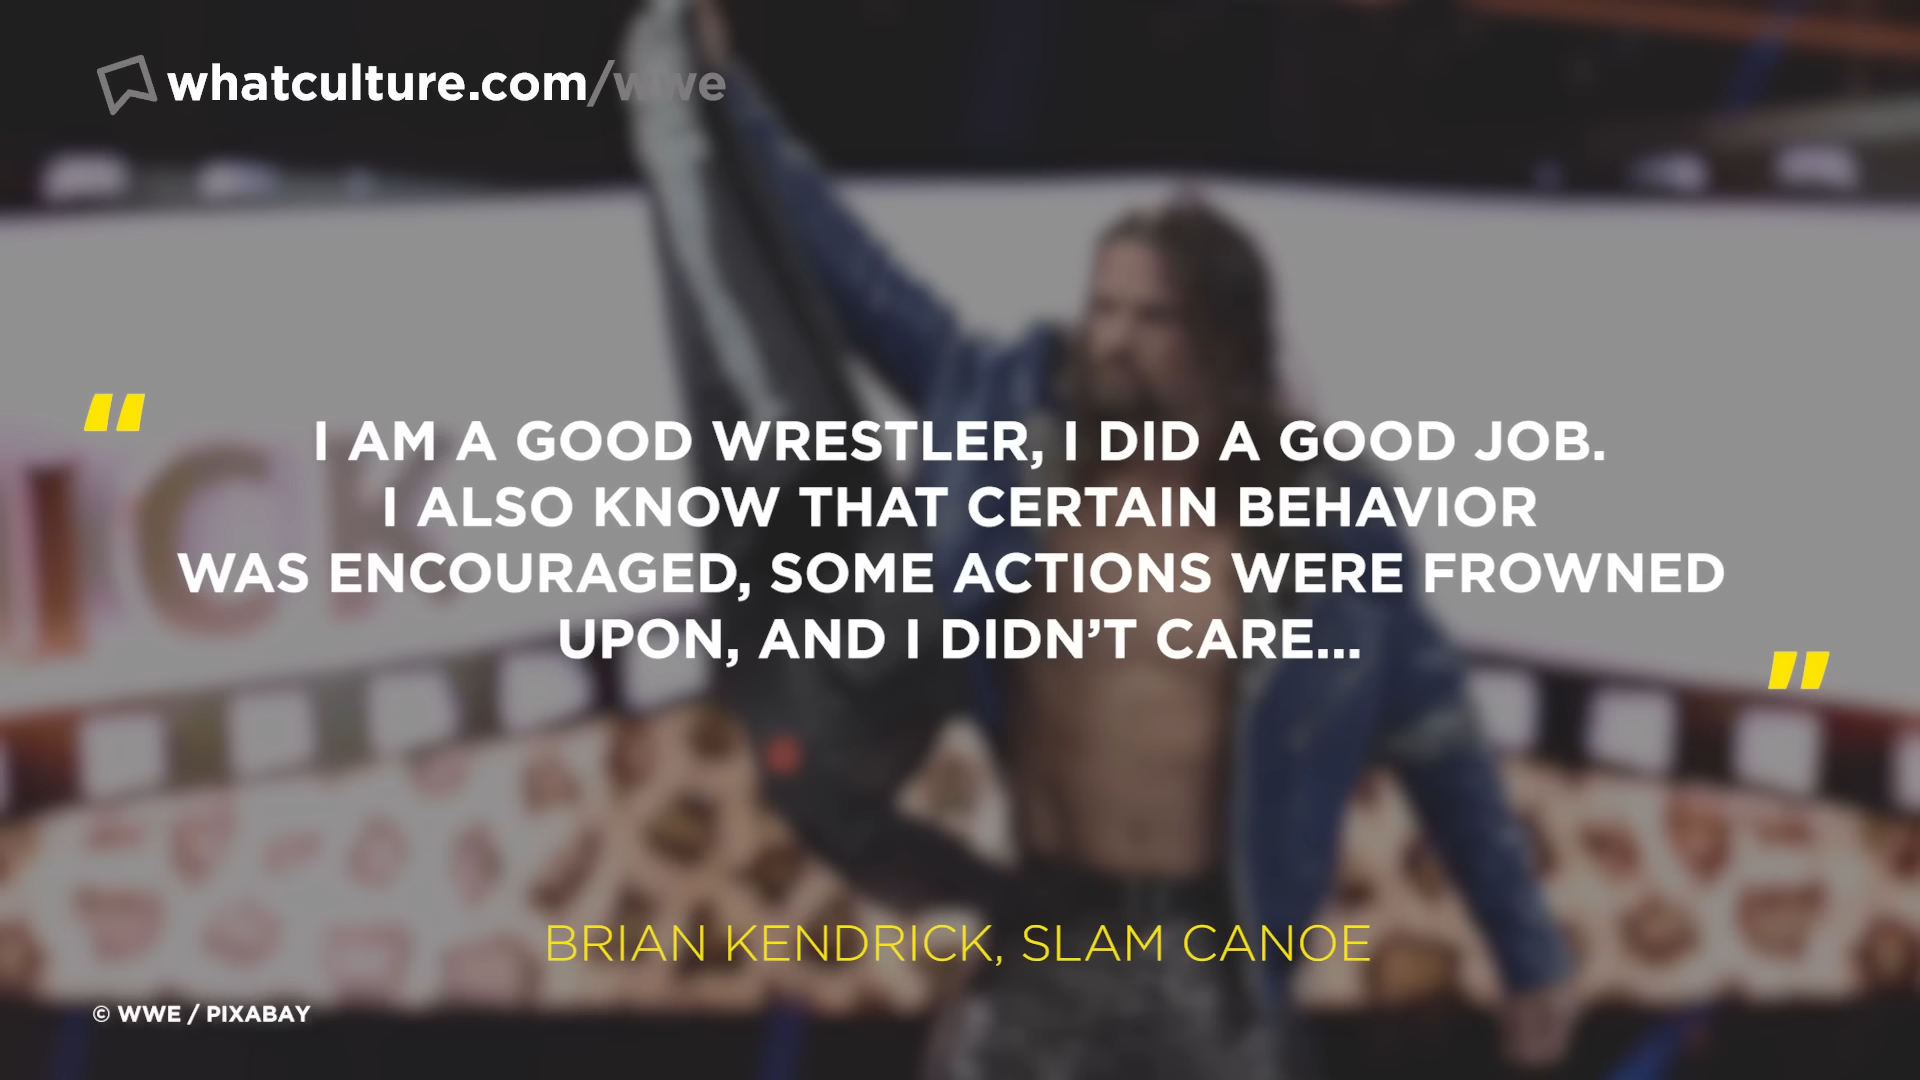 whatculture.com/wwe
“ I AM A GOOD WRESTLER, I DID A GOOD JOB.
I ALSO KNOW THAT CERTAIN BEHAVIOR
WAS ENCOURAGED, SOME ACTIONS WERE FROWNED
UPON, AND I DIDN’T CARE... ”
BRIAN KENDRICK, SLAM CANOE
© WWE / PIXABAY